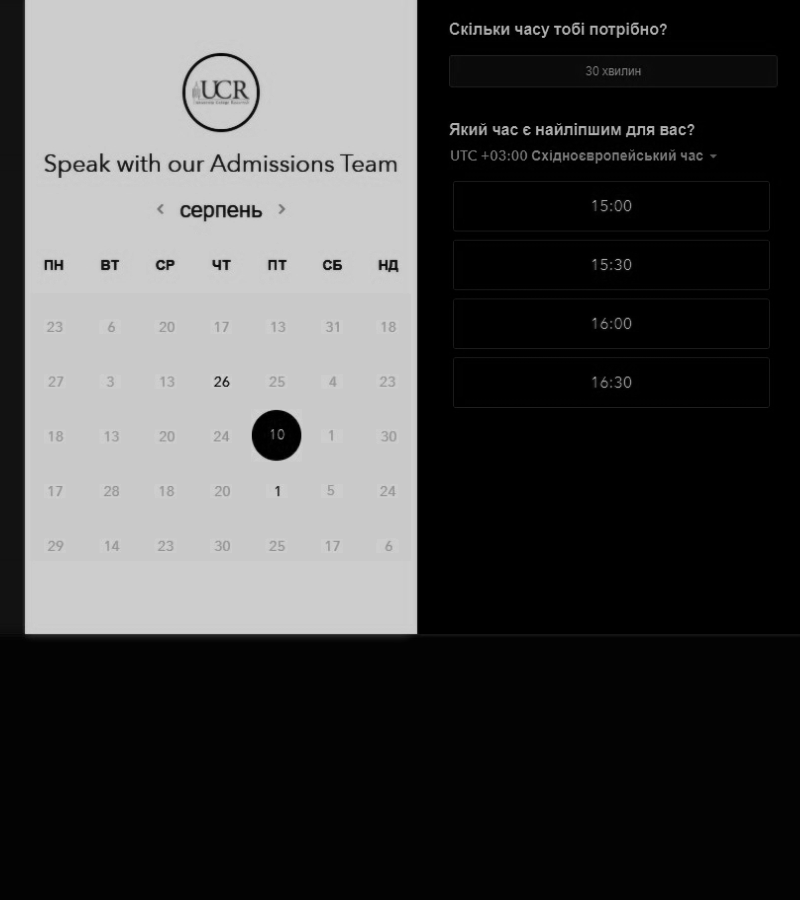 UCR
Speak with our Admissions Team
серпень
ПН ВТ СР ЧТ ПТ СБ НД
23 6 20 17 13 31 18
27 3 13 26 25 4 23
18 13 20 24 10 1 30
17 28 18 20 1 5 24
29 14 23 30 25 17 6
Скільки часу тобі потрібно?
30 хвилин
Який час є найліпшим для вас?
UTC +03:00 Східноєвропейський час
15:00
15:30
16:00
16:30